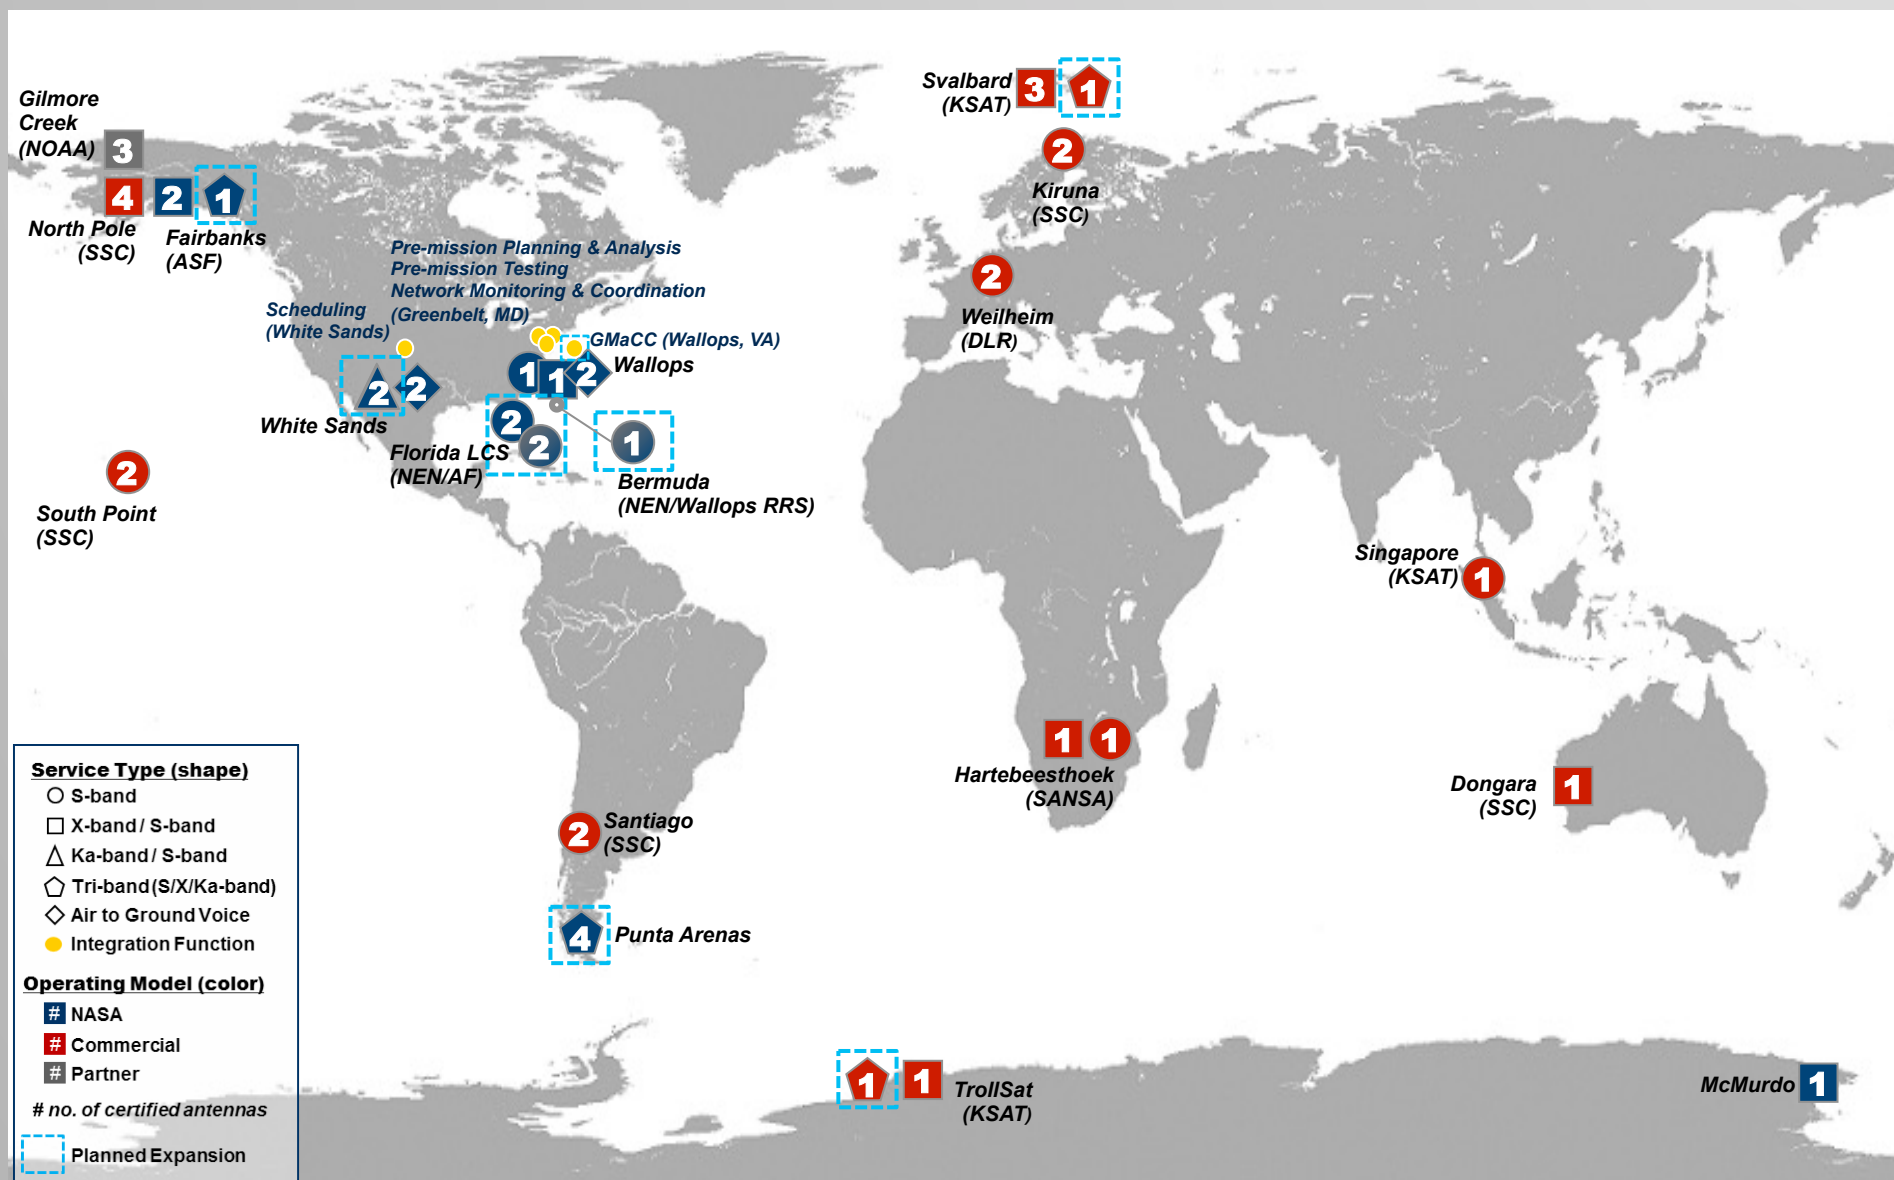 Gilmore
Creek
(NOAA)
3
4
2
1
North Pole
(SSC)
Fairbanks
(ASF)
Svalbard
(KSAT)
3
1
2
Kiruna
(SSC)
2
Weilheim
(DLR)
Pre-mission Planning & Analysis
Pre-mission Testing
Network Monitoring & Coordination
(Greenbelt, MD)
Scheduling
(White Sands)
GMaCC (Wallops, VA)
1
1
2
Wallops
2
2
White Sands
2
2
Florida LCS
(NEN/AF)
1
Bermuda
(NEN/Wallops RRS)
2
South Point
(SSC)
Singapore
(KSAT)
1
1
1
Hartebeesthoek
(SANSA)
Dongara
(SSC)
1
2
Santiago
(SSC)
4
Punta Arenas
1
1
TrollSat
(KSAT)
McMurdo
1
Service Type (shape)
S-band
X-band / S-band
Ka-band / S-band
Tri-band (S/X/Ka-band)
Air to Ground Voice
Integration Function
Operating Model (color)
# NASA
# Commercial
# Partner
# no. of certified antennas
Planned Expansion